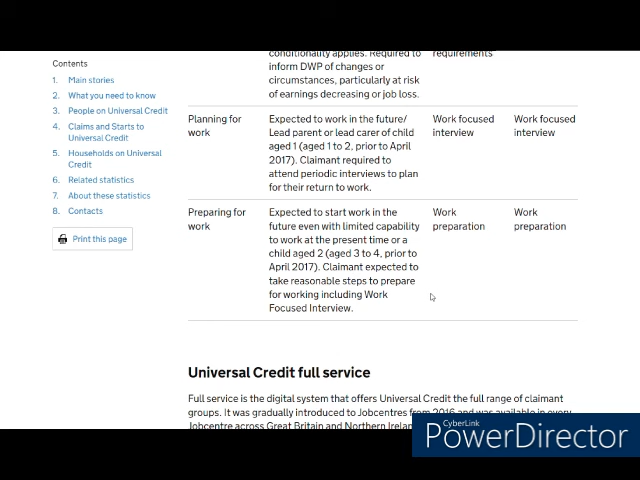 Contents
1. Main stories
2. What you need to know
3. People on Universal Credit
4. Claims and Starts to
Universal Credit
5. Households on Universal
Credit
6. Related statistics
7. About these statistics
8. Contacts
Print this page
conditionality applies. Required to
inform DWP of changes or
circumstances, particularly at risk
of earnings decreasing or job loss.
requirements"
Planning for
work
Expected to work in the future/
Lead parent or lead carer of child
aged 1 (aged 1 to 2, prior to April
2017). Claimant required to
attend periodic interviews to plan
for their return to work.
Work focused
interview
Work focused
interview
Preparing for
work
Expected to start work in the
future even with limited capability
to work at the present time or a
child aged 2 (aged 3 to 4, prior to
April 2017). Claimant expected to
take reasonable steps to prepare
for working including Work
Focused Interview.
Work
preparation
Work
preparation
Universal Credit full service
Full service is the digital system that offers Universal Credit the full range of claimant
groups. It was gradually introduced to Jobcentres from 2016 and was available in every
Jobcentre across Great Britain and Northern Irelan
CyberLink
PowerDirector